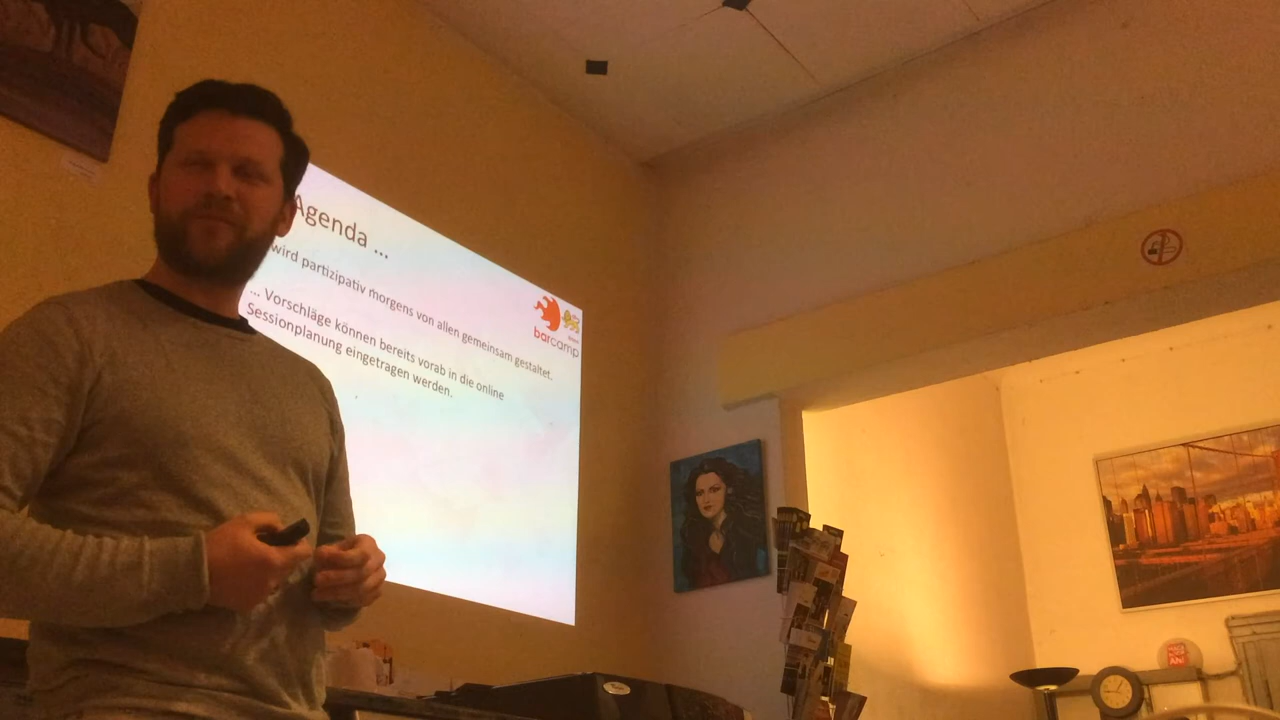 Agenda ...
wird partizipativ morgens von allen gemeinsam gestaltet.
... Vorschläge können bereits vorab in die online
Sessionplanung eingetragen werden.
barcamp